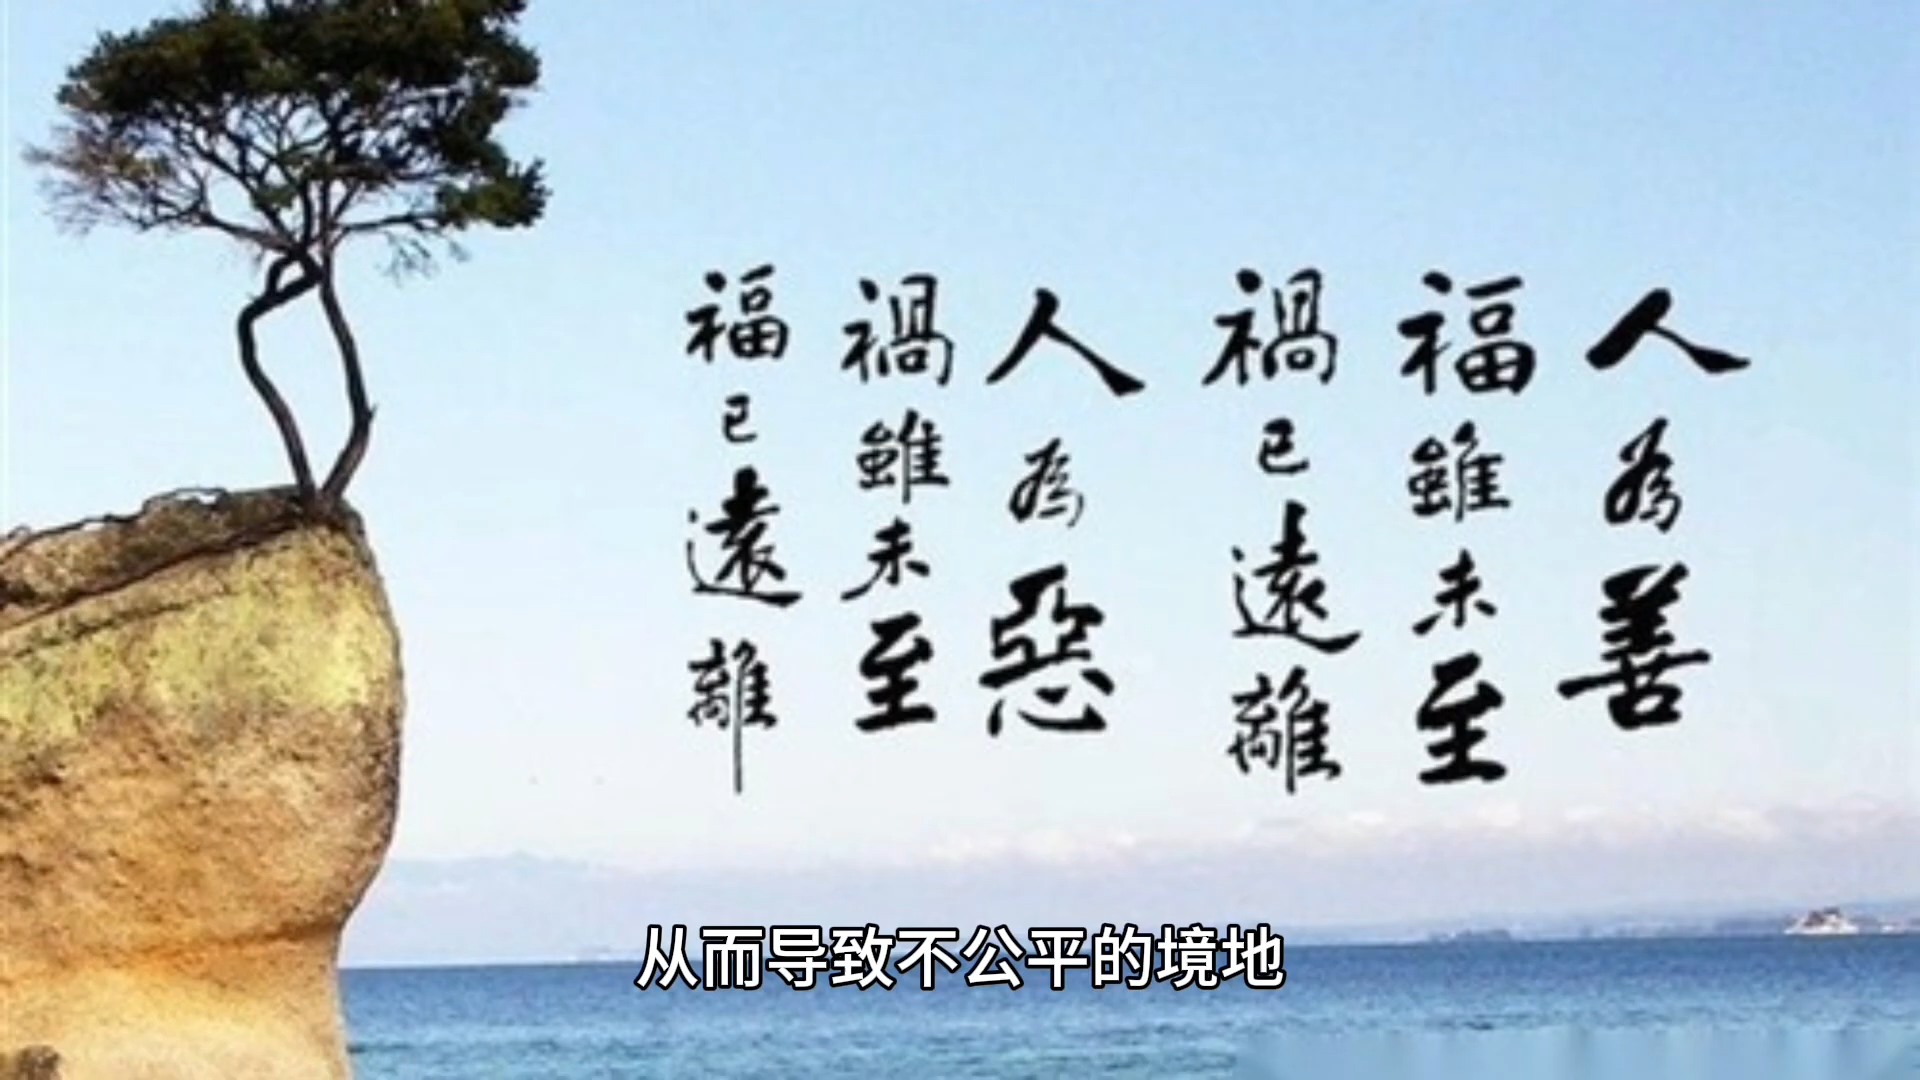 人為善
福雖未至
禍已遠離
人為惡
禍雖未至
福已遠離
从而导致不公平的境地